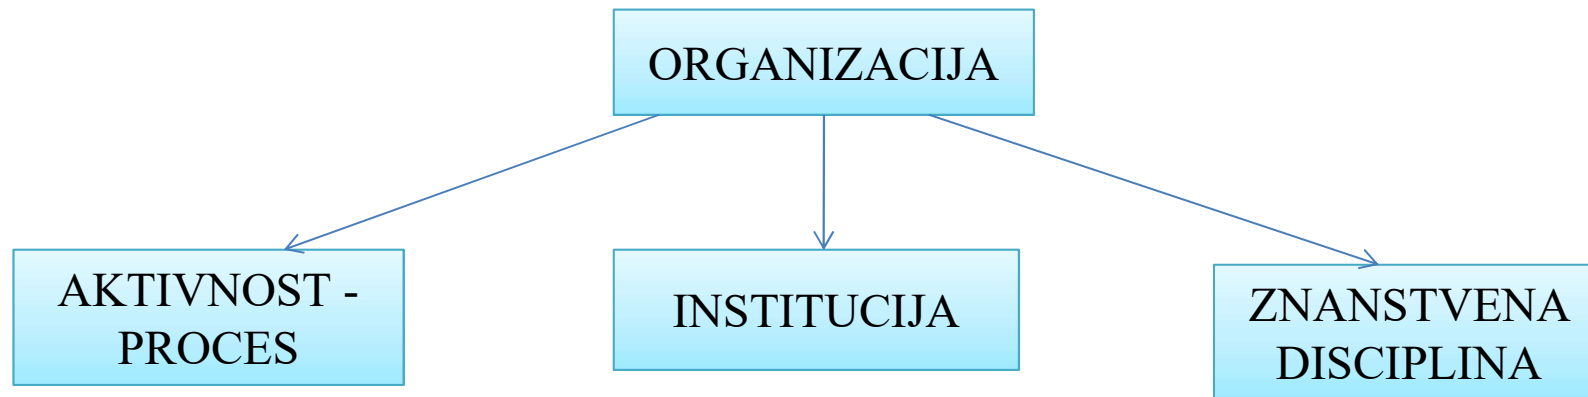 ORGANIZACIJA
AKTIVNOST -
PROCES
INSTITUCIJA
ZNANSTVENA
DISCIPLINA